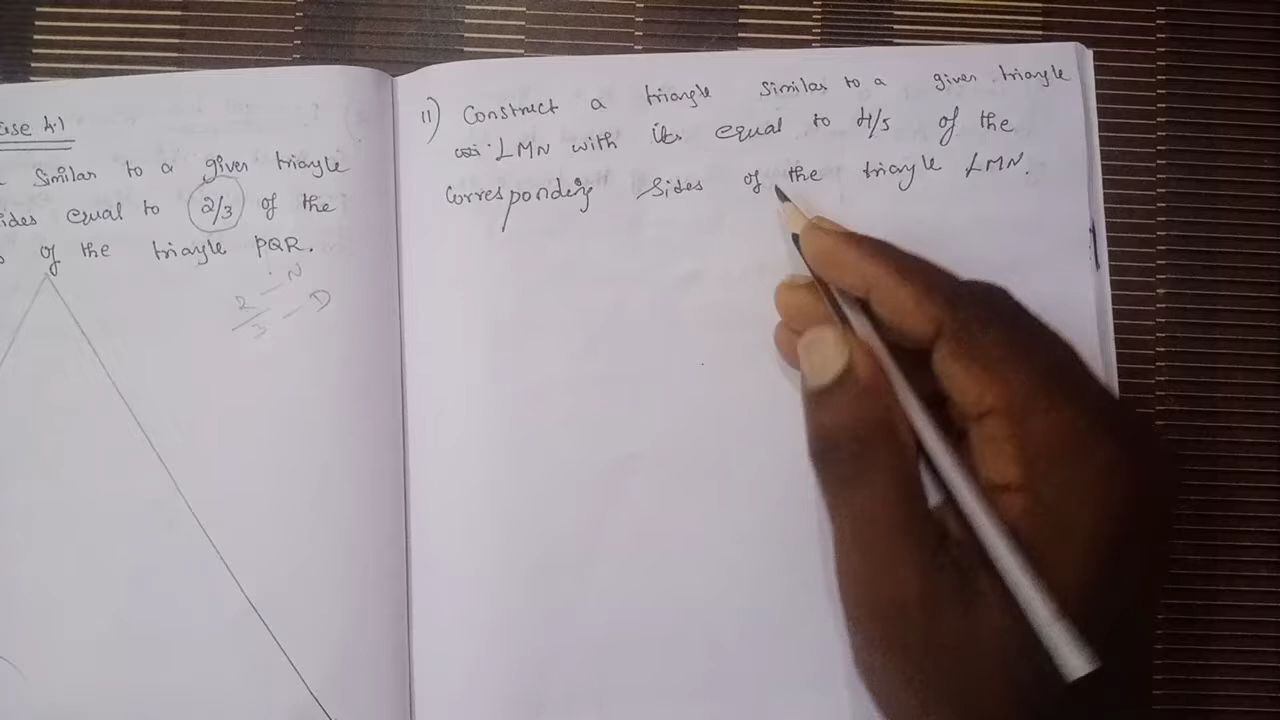 ise 4.1
Similar to a given triangle
ides equal to 2/3 of the
of the triangle PQR.
2 – N
3 – D
11) Construct a triangle similar to a given triangle
LMN with its equal to 4/5 of the
corresponding sides of the triangle LMN.